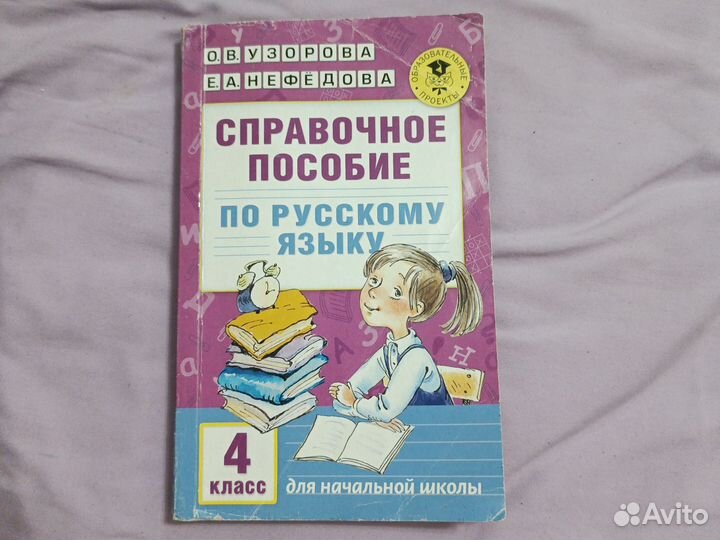 О.В. УЗОРОВА
Е.А. НЕФЁДОВА
ОБРАЗОВАТЕЛЬНЫЕ
ПРОЕКТЫ
СПРАВОЧНОЕ
ПОСОБИЕ
ПО РУССКОМУ
ЯЗЫКУ
4
класс
для начальной школы
Avito